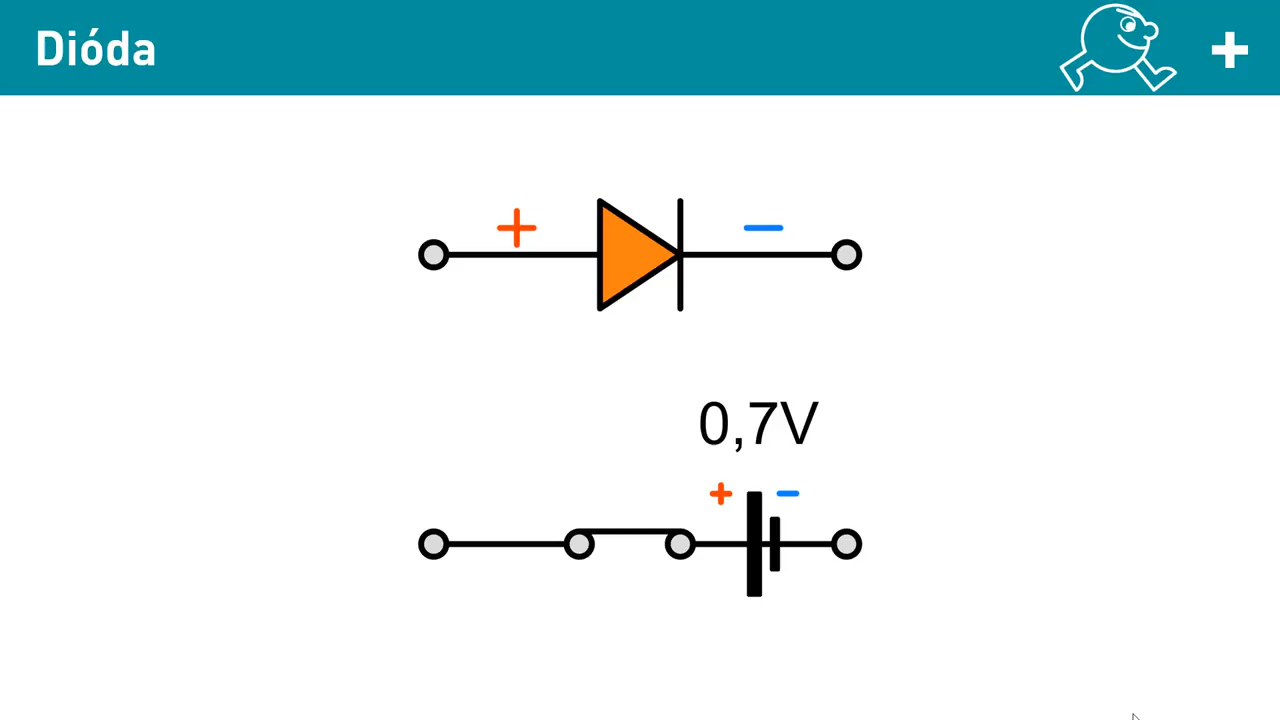 Dióda
+
+ −
0,7V
+ −